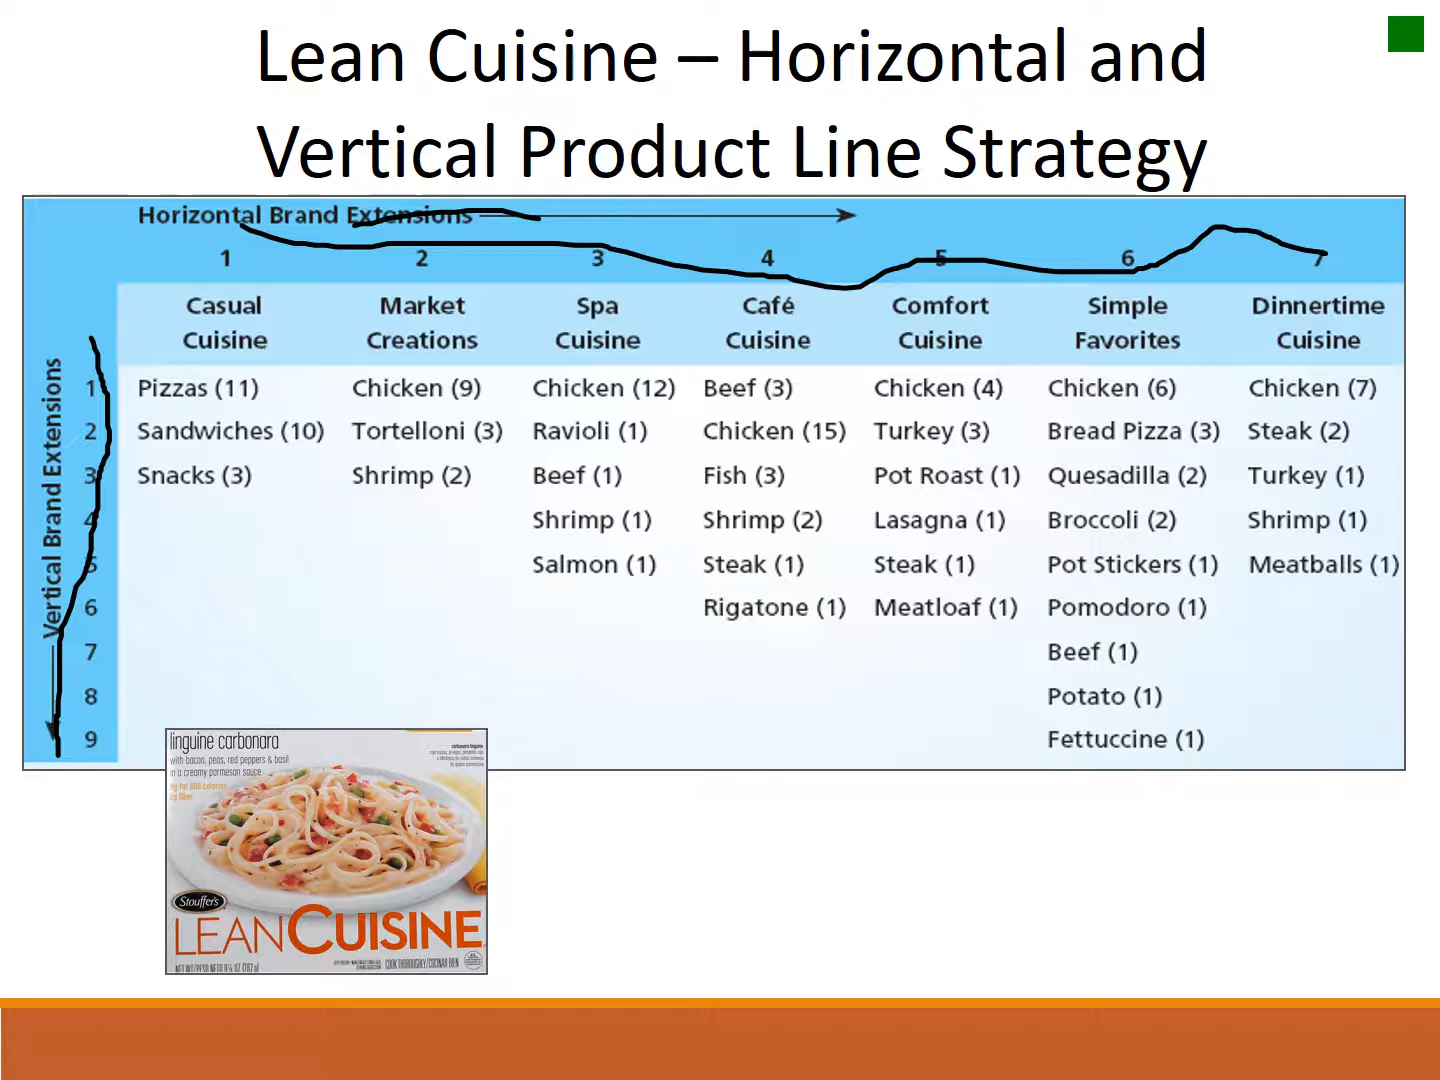 Lean Cuisine – Horizontal and
Vertical Product Line Strategy
Horizontal Brand Extensions
1 2 3 4 5 6 7
Casual Cuisine
Market Creations
Spa Cuisine
Café Cuisine
Comfort Cuisine
Simple Favorites
Dinnertime Cuisine
Vertical Brand Extensions
1 Pizzas (11) Chicken (9) Chicken (12) Beef (3) Chicken (4) Chicken (6) Chicken (7)
2 Sandwiches (10) Tortelloni (3) Ravioli (1) Chicken (15) Turkey (3) Bread Pizza (3) Steak (2)
3 Snacks (3) Shrimp (2) Beef (1) Fish (3) Pot Roast (1) Quesadilla (2) Turkey (1)
4 Shrimp (1) Shrimp (2) Lasagna (1) Broccoli (2) Shrimp (1)
5 Salmon (1) Steak (1) Steak (1) Pot Stickers (1) Meatballs (1)
6 Rigatone (1) Meatloaf (1) Pomodoro (1)
7 Beef (1)
8 Potato (1)
9 Fettuccine (1)
linguine carbonara
with bacon, peas, red peppers & basil
in a creamy parmesan sauce
Stouffer's
LEAN CUISINE
COOK THOROUGHLY/COCINAR BIEN